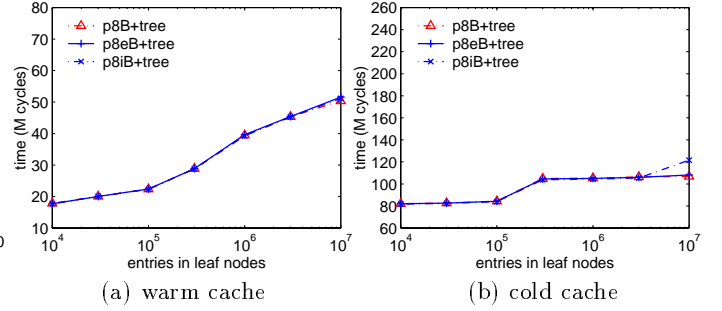 80
70
60
50
40
30
20
10
time (M cycles)
p8B+tree
p8eB+tree
p8iB+tree
10^4 10^5 10^6 10^7
entries in leaf nodes
(a) warm cache
0
260
240
220
200
180
160
140
120
100
80
60
time (M cycles)
p8B+tree
p8eB+tree
p8iB+tree
10^4 10^5 10^6 10^7
entries in leaf nodes
(b) cold cache